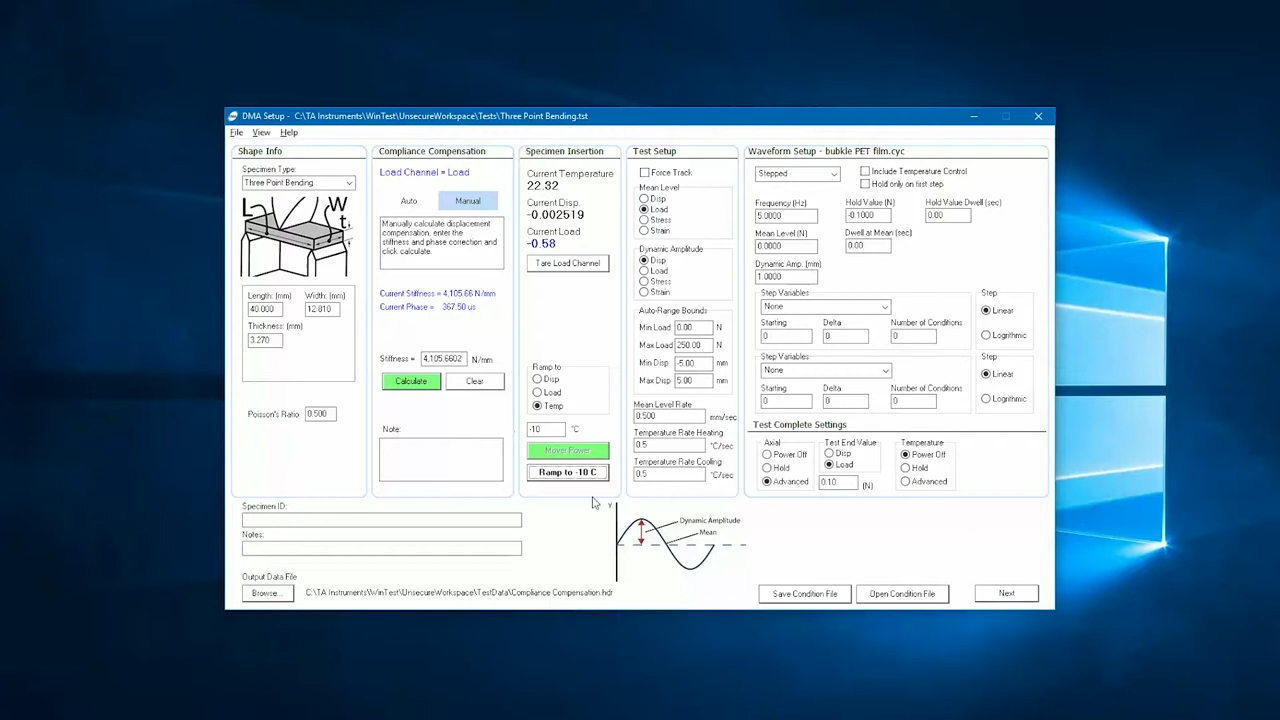 DMA Setup - C:\TA Instruments\WinTest\UnsecureWorkspace\Tests\Three Point Bending.tst
File View Help
Shape Info
Specimen Type:
Three Point Bending
L
W
t
Length: (mm) Width: (mm)
40.000 12.810
Thickness: (mm)
3.270
Poisson's Ratio 0.500
Compliance Compensation
Load Channel = Load
Auto Manual
Manually calculate displacement
compensation, enter the
stiffness and phase correction and
click calculate.
Current Stiffness = 4,105.66 N/mm
Current Phase = 367.50 us
Stiffness = 4,105.6602 N/mm
Calculate Clear
Note:
Specimen Insertion
Current Temperature
22.32
Current Disp.
-0.002519
Current Load
-0.58
Tare Load Channel
Ramp to
Disp
Load
Temp
-10 °C
Mover Power
Ramp to -10 C
Test Setup
Force Track
Mean Level
Disp
Load
Stress
Strain
Dynamic Amplitude
Disp
Load
Stress
Strain
Auto-Range Bounds
Min Load 0.00 N
Max Load 250.00 N
Min Disp -5.00 mm
Max Disp 5.00 mm
Mean Level Rate
0.500 mm/sec
Temperature Rate Heating
0.5 °C/sec
Temperature Rate Cooling
0.5 °C/sec
Waveform Setup - bubkle PET film.cyc
Stepped
Include Temperature Control
Hold only on first step
Frequency (Hz) Hold Value (N) Hold Value Dwell (sec)
5.0000 -0.1000 0.00
Mean Level (N) Dwell at Mean (sec)
0.0000 0.00
Dynamic Amp. (mm)
1.0000
Step Variables
None
Starting Delta Number of Conditions
0 0 0
Step
Linear
Logarithmic
Step Variables
None
Starting Delta Number of Conditions
0 0 0
Step
Linear
Logarithmic
Test Complete Settings
Axial
Power Off
Hold
Advanced
Test End Value
Disp
Load
0.10 (N)
Temperature
Power Off
Hold
Advanced
Specimen ID:
Notes:
Y
Dynamic Amplitude
Mean
Output Data File
Browse... C:\TA Instruments\WinTest\UnsecureWorkspace\TestData\Compliance Compensation.hdr
Save Condition File Open Condition File Next